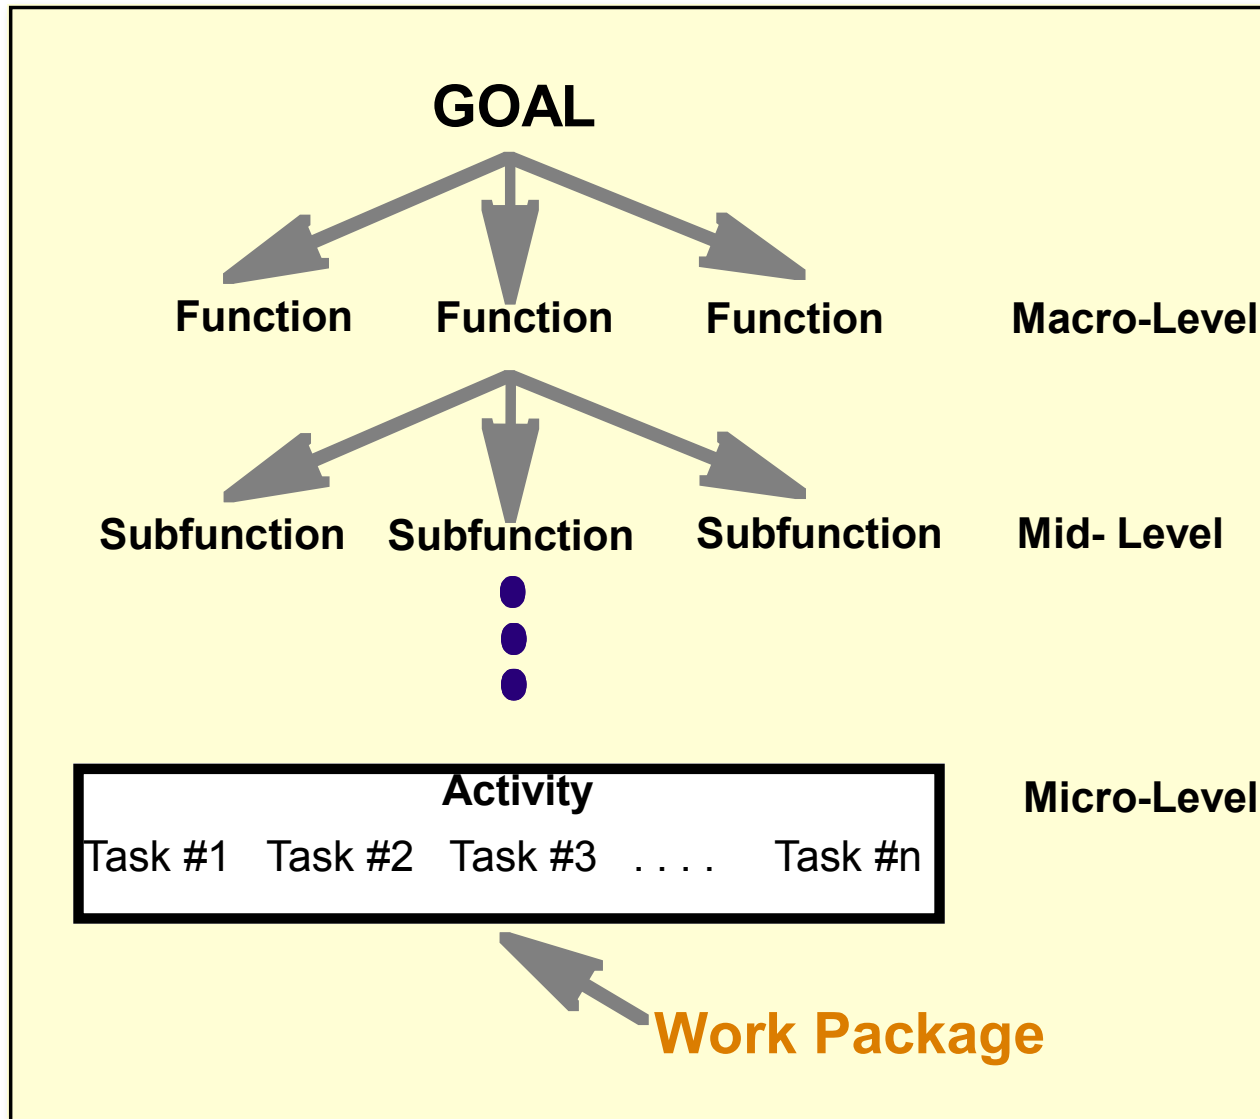 GOAL
Function Function Function Macro-Level
Subfunction Subfunction Subfunction Mid- Level
Activity Micro-Level
Task #1 Task #2 Task #3 . . . . Task #n
Work Package